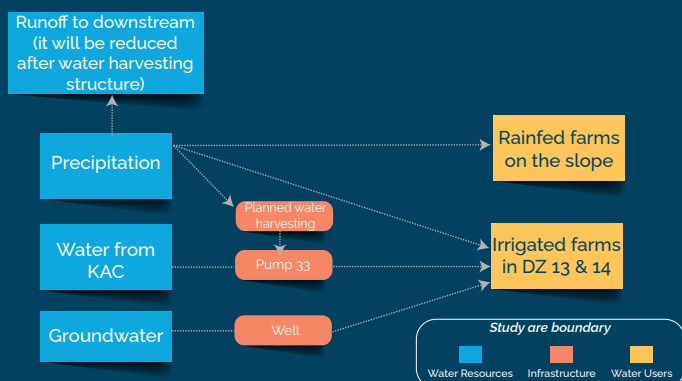 Runoff to downstream
(it will be reduced
after water harvesting
structure)
Precipitation
Rainfed farms
on the slope
Planned water
harvesting
Water from
KAC
Pump 33
Irrigated farms
in DZ 13 & 14
Groundwater
Well
Study are boundary
Water Resources
Infrastructure
Water Users